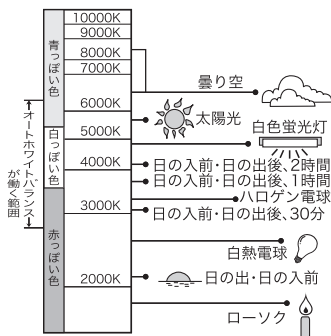 10000K
9000K
8000K
7000K
6000K
5000K
4000K
3000K
2000K
青っぽい色
白っぽい色
赤っぽい色
オートホワイトバランス
が働く範囲
曇り空
太陽光
白色蛍光灯
日の入前・日の出後、2時間
日の入前・日の出後、1時間
ハロゲン電球
日の入前・日の出後、30分
白熱電球
日の出・日の入前
ローソク